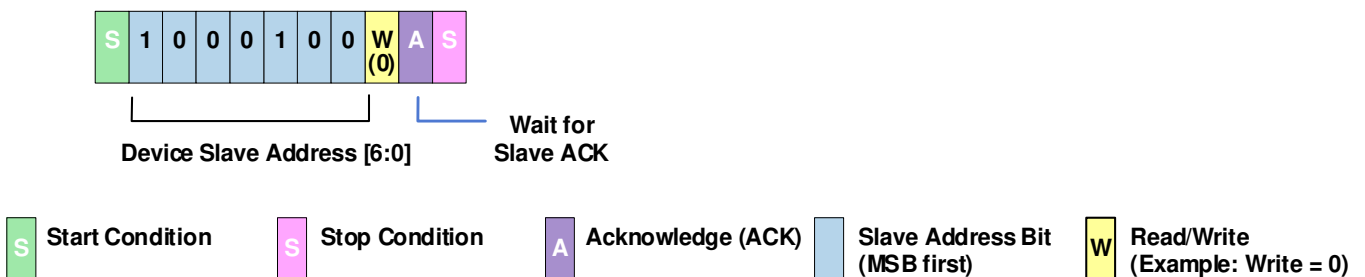 S 1 0 0 0 1 0 0 W A S
(0)
Wait for
Slave ACK
Device Slave Address [6:0]
S Start Condition S Stop Condition A Acknowledge (ACK) Slave Address Bit W Read/Write
(MSB first) (Example: Write = 0)